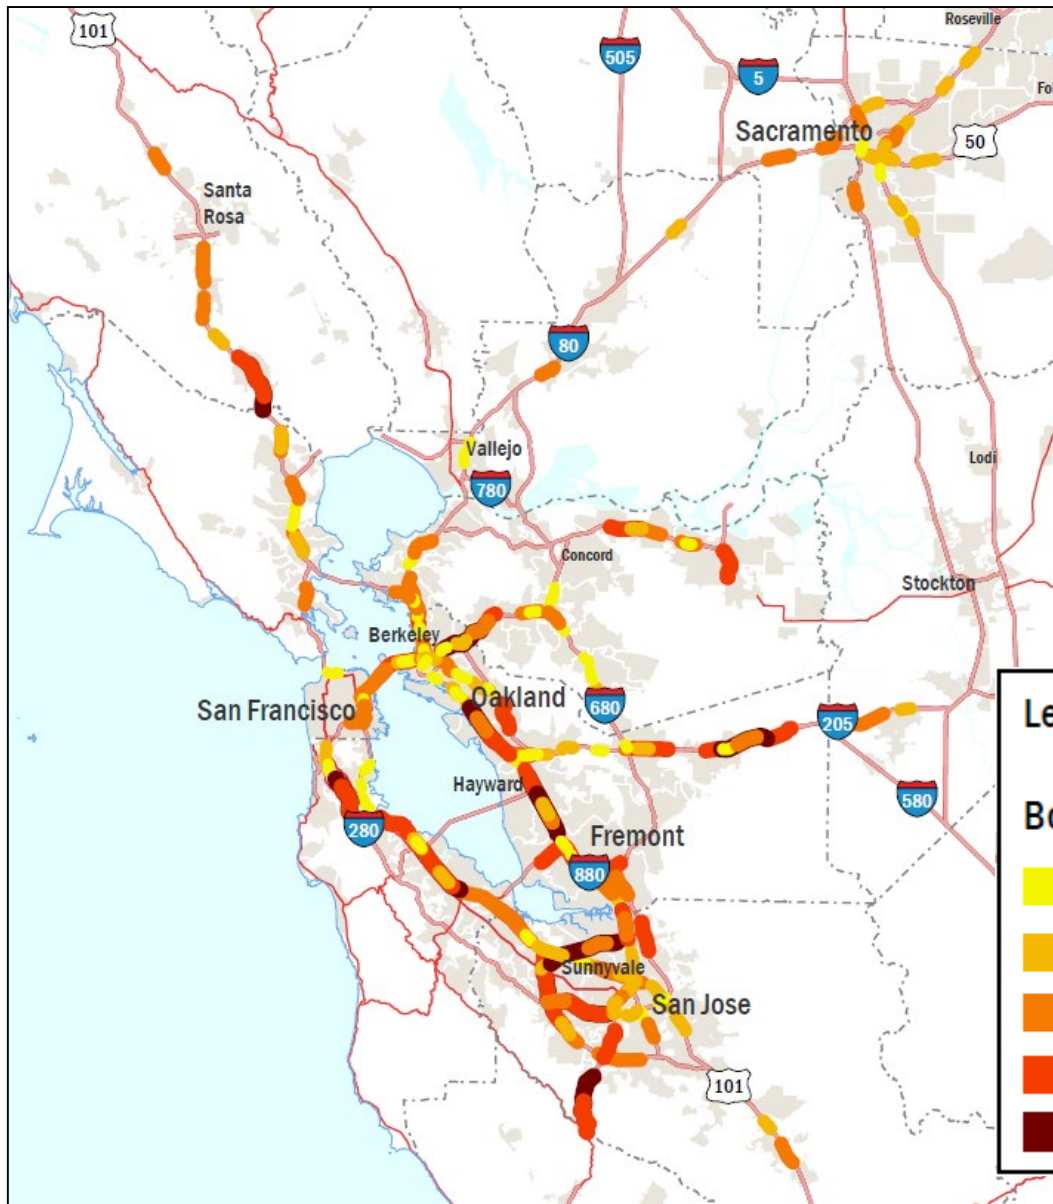 101
Roseville
505
5
Fo
Sacramento
50
Santa
Rosa
80
Vallejo
780
Lodi
Concord
Stockton
Berkeley
Oakland
San Francisco
680
205
Le
Hayward
580
280
Fremont
Bo
880
Sunnyvale
San Jose
101